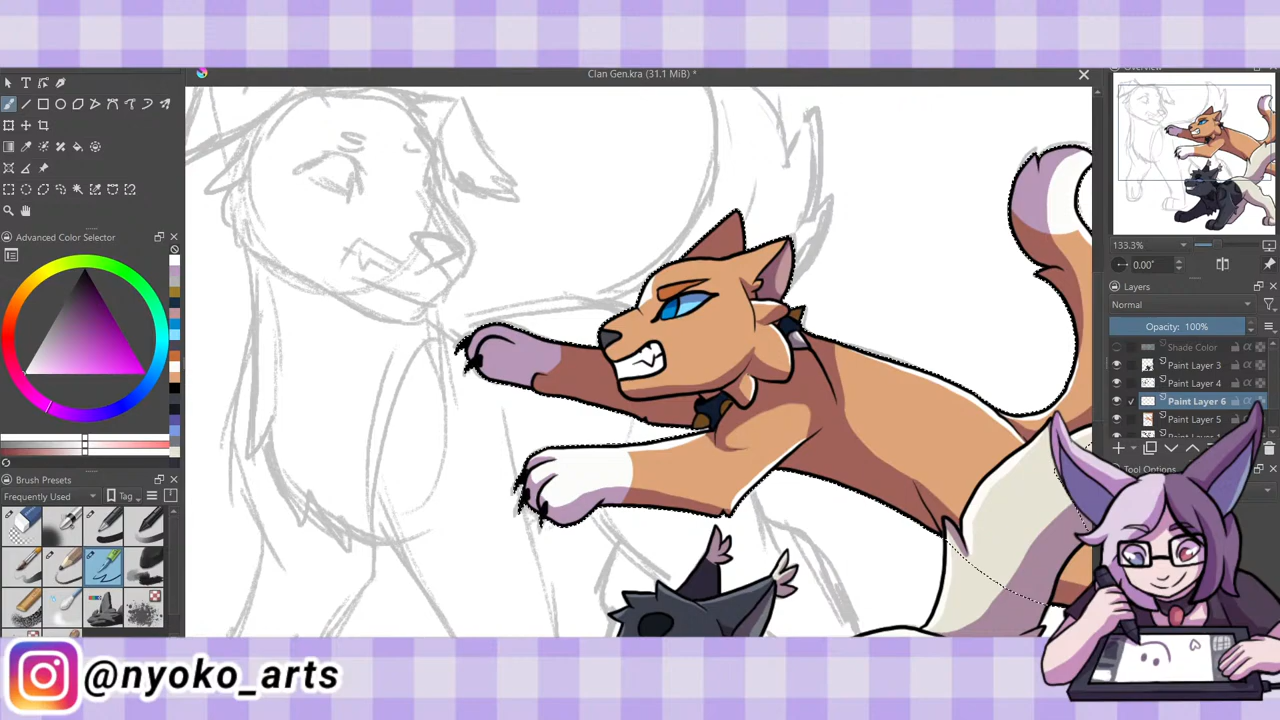 Clan Gen.kra (31.1 MiB) *
Advanced Color Selector
133.3%
0.00°
Layers
Normal
Opacity: 100%
Shade Color
Paint Layer 3
Paint Layer 4
Paint Layer 6
Paint Layer 5
Tool Options
Brush Presets
Frequently Used
Tag
@nyoko_arts